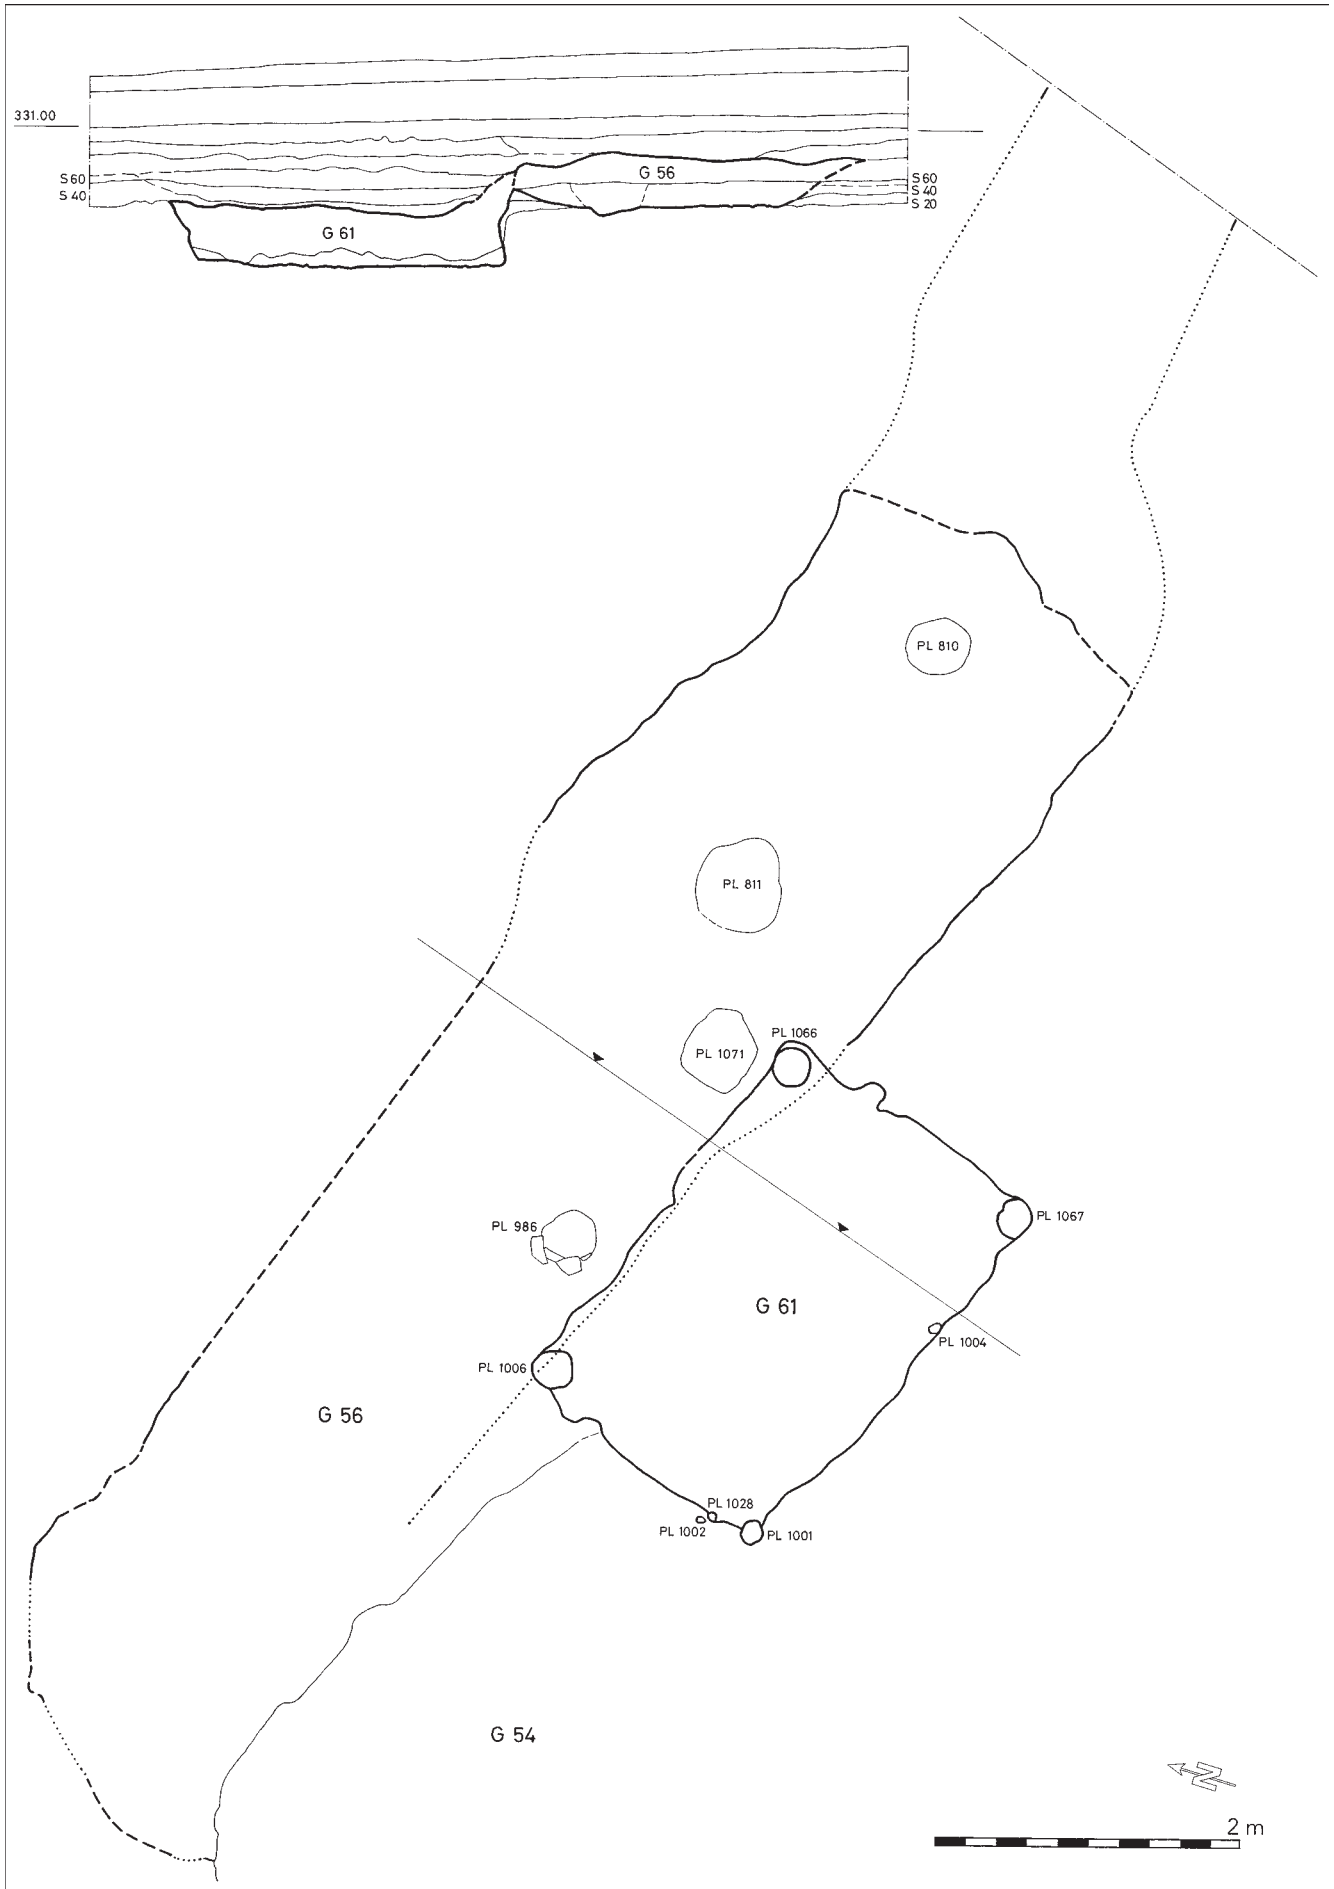 331.00
S 60
S 40
G 56
G 61
S 60
S 40
S 20
PL 810
PL 811
PL 1066
PL 1071
PL 986
PL 1067
G 61
PL 1004
PL 1006
G 56
PL 1028
PL 1002
PL 1001
G 54
N
2 m